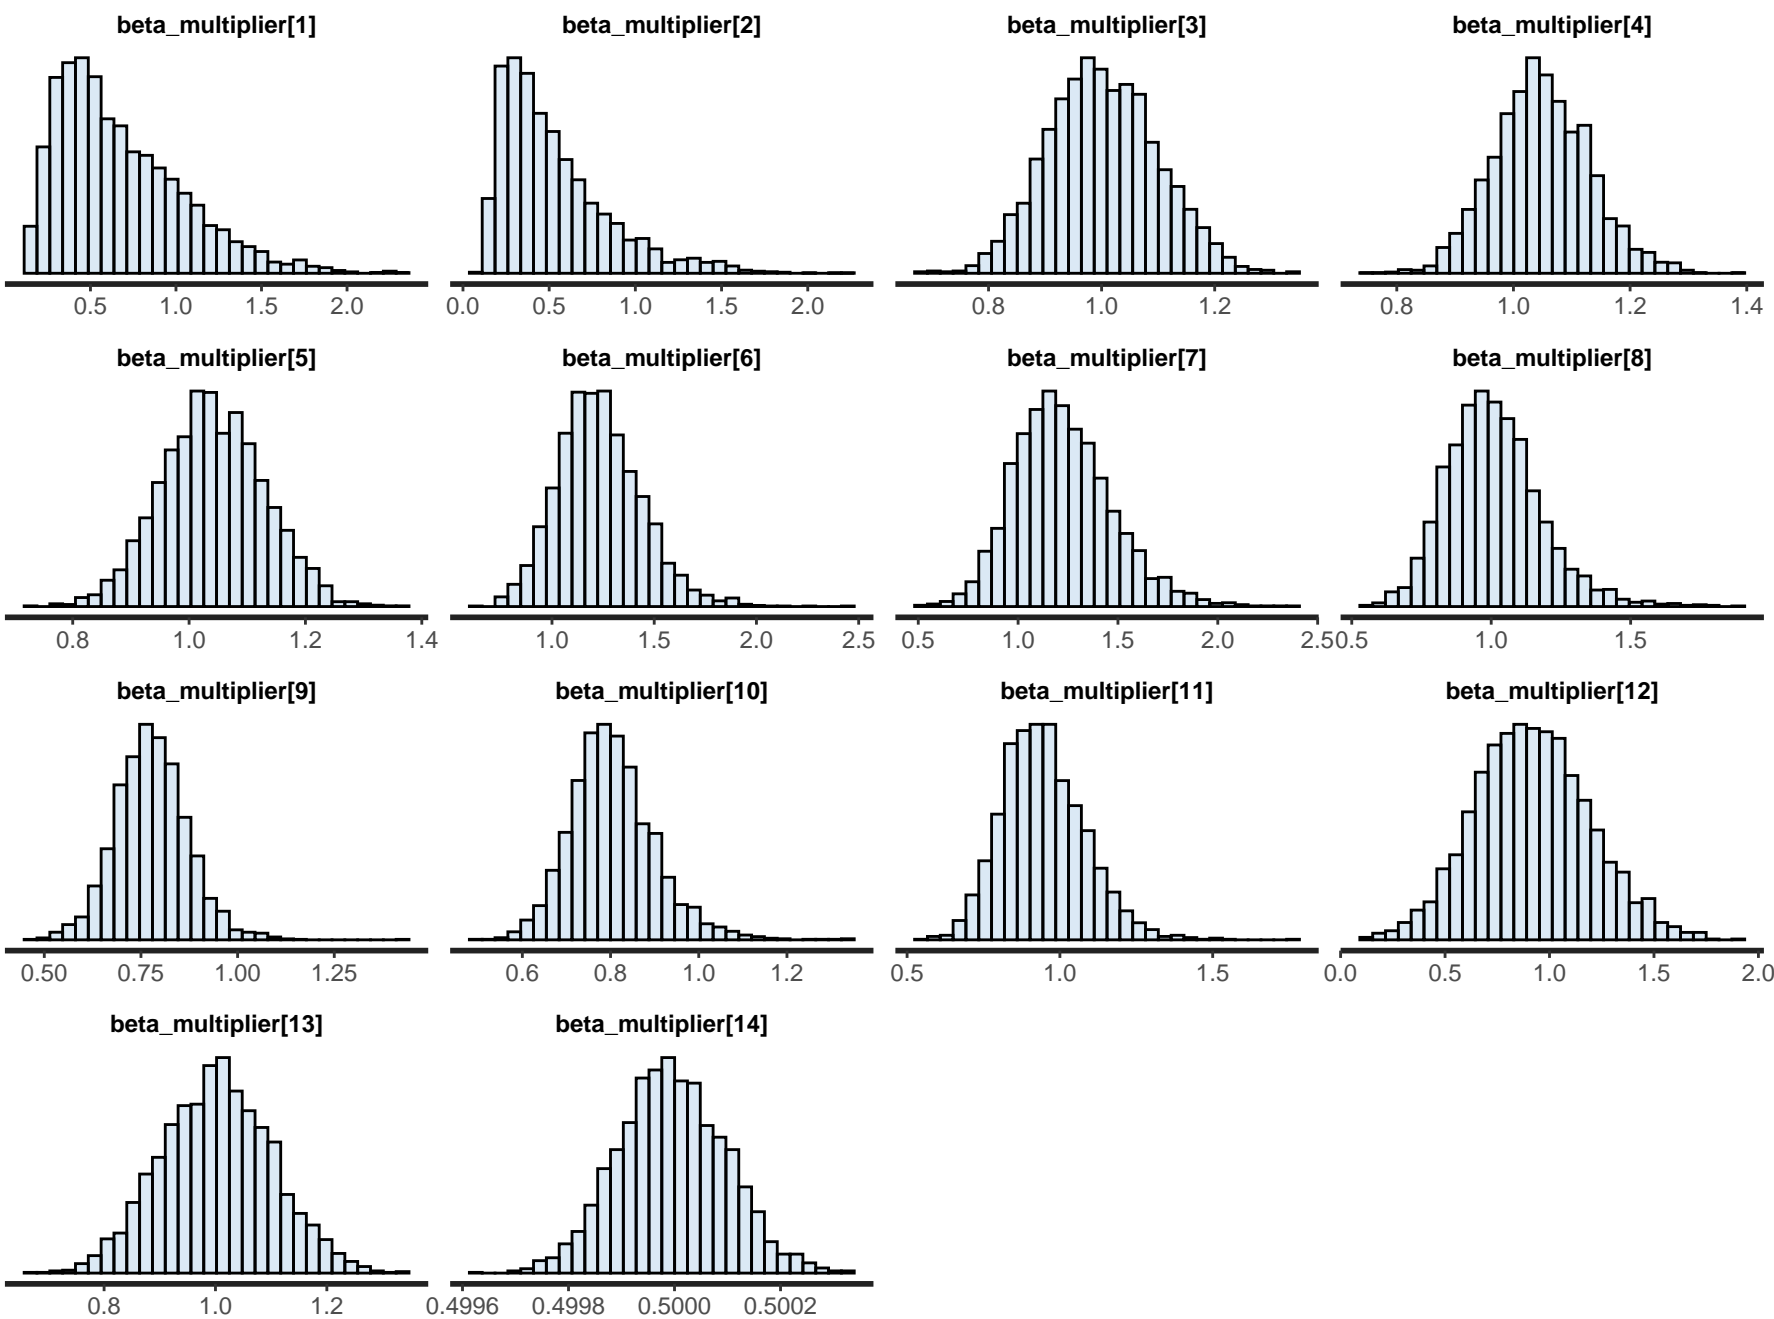 beta_multiplier[1] beta_multiplier[2] beta_multiplier[3] beta_multiplier[4]
0.5 1.0 1.5 2.0 0.0 0.5 1.0 1.5 2.0 0.8 1.0 1.2 0.8 1.0 1.2 1.4
beta_multiplier[5] beta_multiplier[6] beta_multiplier[7] beta_multiplier[8]
0.8 1.0 1.2 1.4 1.0 1.5 2.0 2.5 0.5 1.0 1.5 2.0 2.5 0.5 1.0 1.5
beta_multiplier[9] beta_multiplier[10] beta_multiplier[11] beta_multiplier[12]
0.50 0.75 1.00 1.25 0.6 0.8 1.0 1.2 0.5 1.0 1.5 0.0 0.5 1.0 1.5 2.0
beta_multiplier[13] beta_multiplier[14]
0.8 1.0 1.2 0.4996 0.4998 0.5000 0.5002